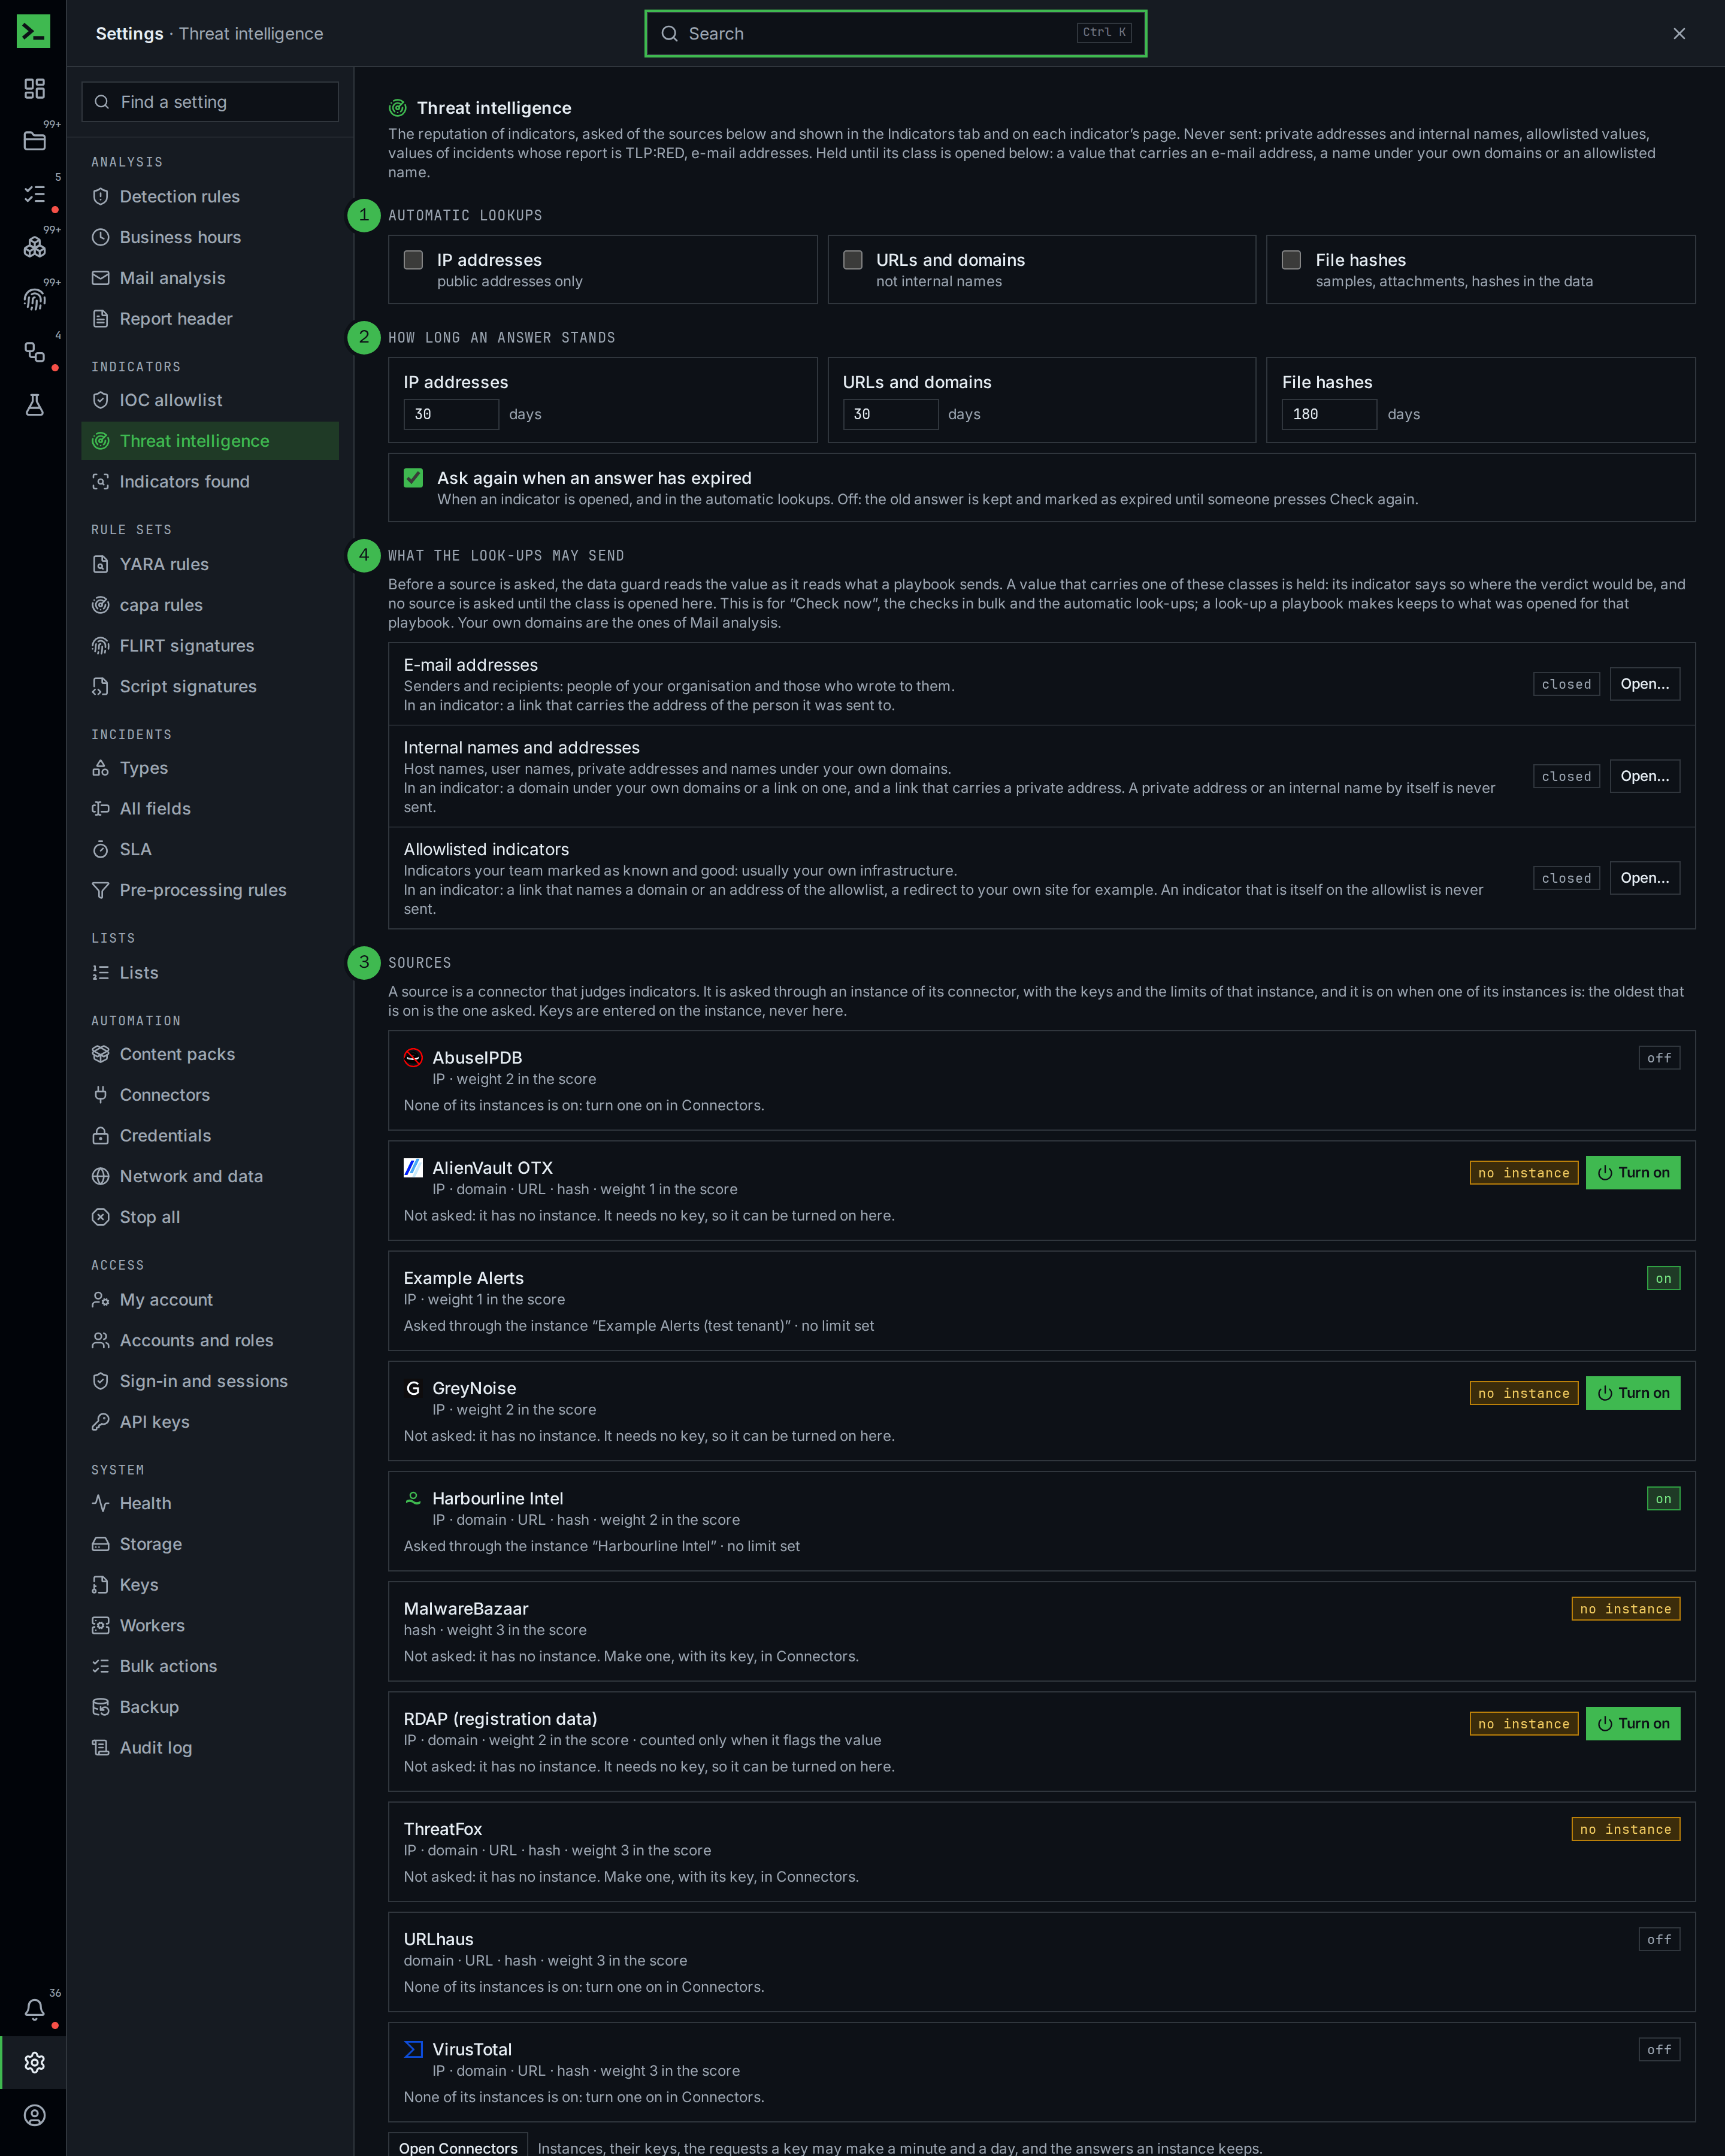 Settings · Threat intelligence
Search
Ctrl K
99+
5
99+
99+
4
36
Find a setting
ANALYSIS
Detection rules
Business hours
Mail analysis
Report header
INDICATORS
IOC allowlist
Threat intelligence
Indicators found
RULE SETS
YARA rules
capa rules
FLIRT signatures
Script signatures
INCIDENTS
Types
All fields
SLA
Pre-processing rules
LISTS
Lists
AUTOMATION
Content packs
Connectors
Credentials
Network and data
Stop all
ACCESS
My account
Accounts and roles
Sign-in and sessions
API keys
SYSTEM
Health
Storage
Keys
Workers
Bulk actions
Backup
Audit log
Threat intelligence
The reputation of indicators, asked of the sources below and shown in the Indicators tab and on each indicator’s page. Never sent: private addresses and internal names, allowlisted values,
values of incidents whose report is TLP:RED, e-mail addresses. Held until its class is opened below: a value that carries an e-mail address, a name under your own domains or an allowlisted
name.
1 AUTOMATIC LOOKUPS
IP addresses
public addresses only
URLs and domains
not internal names
File hashes
samples, attachments, hashes in the data
2 HOW LONG AN ANSWER STANDS
IP addresses
30 days
URLs and domains
30 days
File hashes
180 days
Ask again when an answer has expired
When an indicator is opened, and in the automatic lookups. Off: the old answer is kept and marked as expired until someone presses Check again.
4 WHAT THE LOOK-UPS MAY SEND
Before a source is asked, the data guard reads the value as it reads what a playbook sends. A value that carries one of these classes is held: its indicator says so where the verdict would be, and
no source is asked until the class is opened here. This is for “Check now”, the checks in bulk and the automatic look-ups; a look-up a playbook makes keeps to what was opened for that
playbook. Your own domains are the ones of Mail analysis.
E-mail addresses
Senders and recipients: people of your organisation and those who wrote to them.
In an indicator: a link that carries the address of the person it was sent to.
closed Open...
Internal names and addresses
Host names, user names, private addresses and names under your own domains.
In an indicator: a domain under your own domains or a link on one, and a link that carries a private address. A private address or an internal name by itself is never
sent.
closed Open...
Allowlisted indicators
Indicators your team marked as known and good: usually your own infrastructure.
In an indicator: a link that names a domain or an address of the allowlist, a redirect to your own site for example. An indicator that is itself on the allowlist is never
sent.
closed Open...
3 SOURCES
A source is a connector that judges indicators. It is asked through an instance of its connector, with the keys and the limits of that instance, and it is on when one of its instances is: the oldest that
is on is the one asked. Keys are entered on the instance, never here.
AbuseIPDB
off
IP · weight 2 in the score
None of its instances is on: turn one on in Connectors.
AlienVault OTX
no instance Turn on
IP · domain · URL · hash · weight 1 in the score
Not asked: it has no instance. It needs no key, so it can be turned on here.
Example Alerts
on
IP · weight 1 in the score
Asked through the instance “Example Alerts (test tenant)” · no limit set
G GreyNoise
no instance Turn on
IP · weight 2 in the score
Not asked: it has no instance. It needs no key, so it can be turned on here.
Harbourline Intel
on
IP · domain · URL · hash · weight 2 in the score
Asked through the instance “Harbourline Intel” · no limit set
MalwareBazaar
no instance
hash · weight 3 in the score
Not asked: it has no instance. Make one, with its key, in Connectors.
RDAP (registration data)
no instance Turn on
IP · domain · weight 2 in the score · counted only when it flags the value
Not asked: it has no instance. It needs no key, so it can be turned on here.
ThreatFox
no instance
IP · domain · URL · hash · weight 3 in the score
Not asked: it has no instance. Make one, with its key, in Connectors.
URLhaus
off
domain · URL · hash · weight 3 in the score
None of its instances is on: turn one on in Connectors.
VirusTotal
off
IP · domain · URL · hash · weight 3 in the score
None of its instances is on: turn one on in Connectors.
Open Connectors
Instances, their keys, the requests a key may make a minute and a day, and the answers an instance keeps.